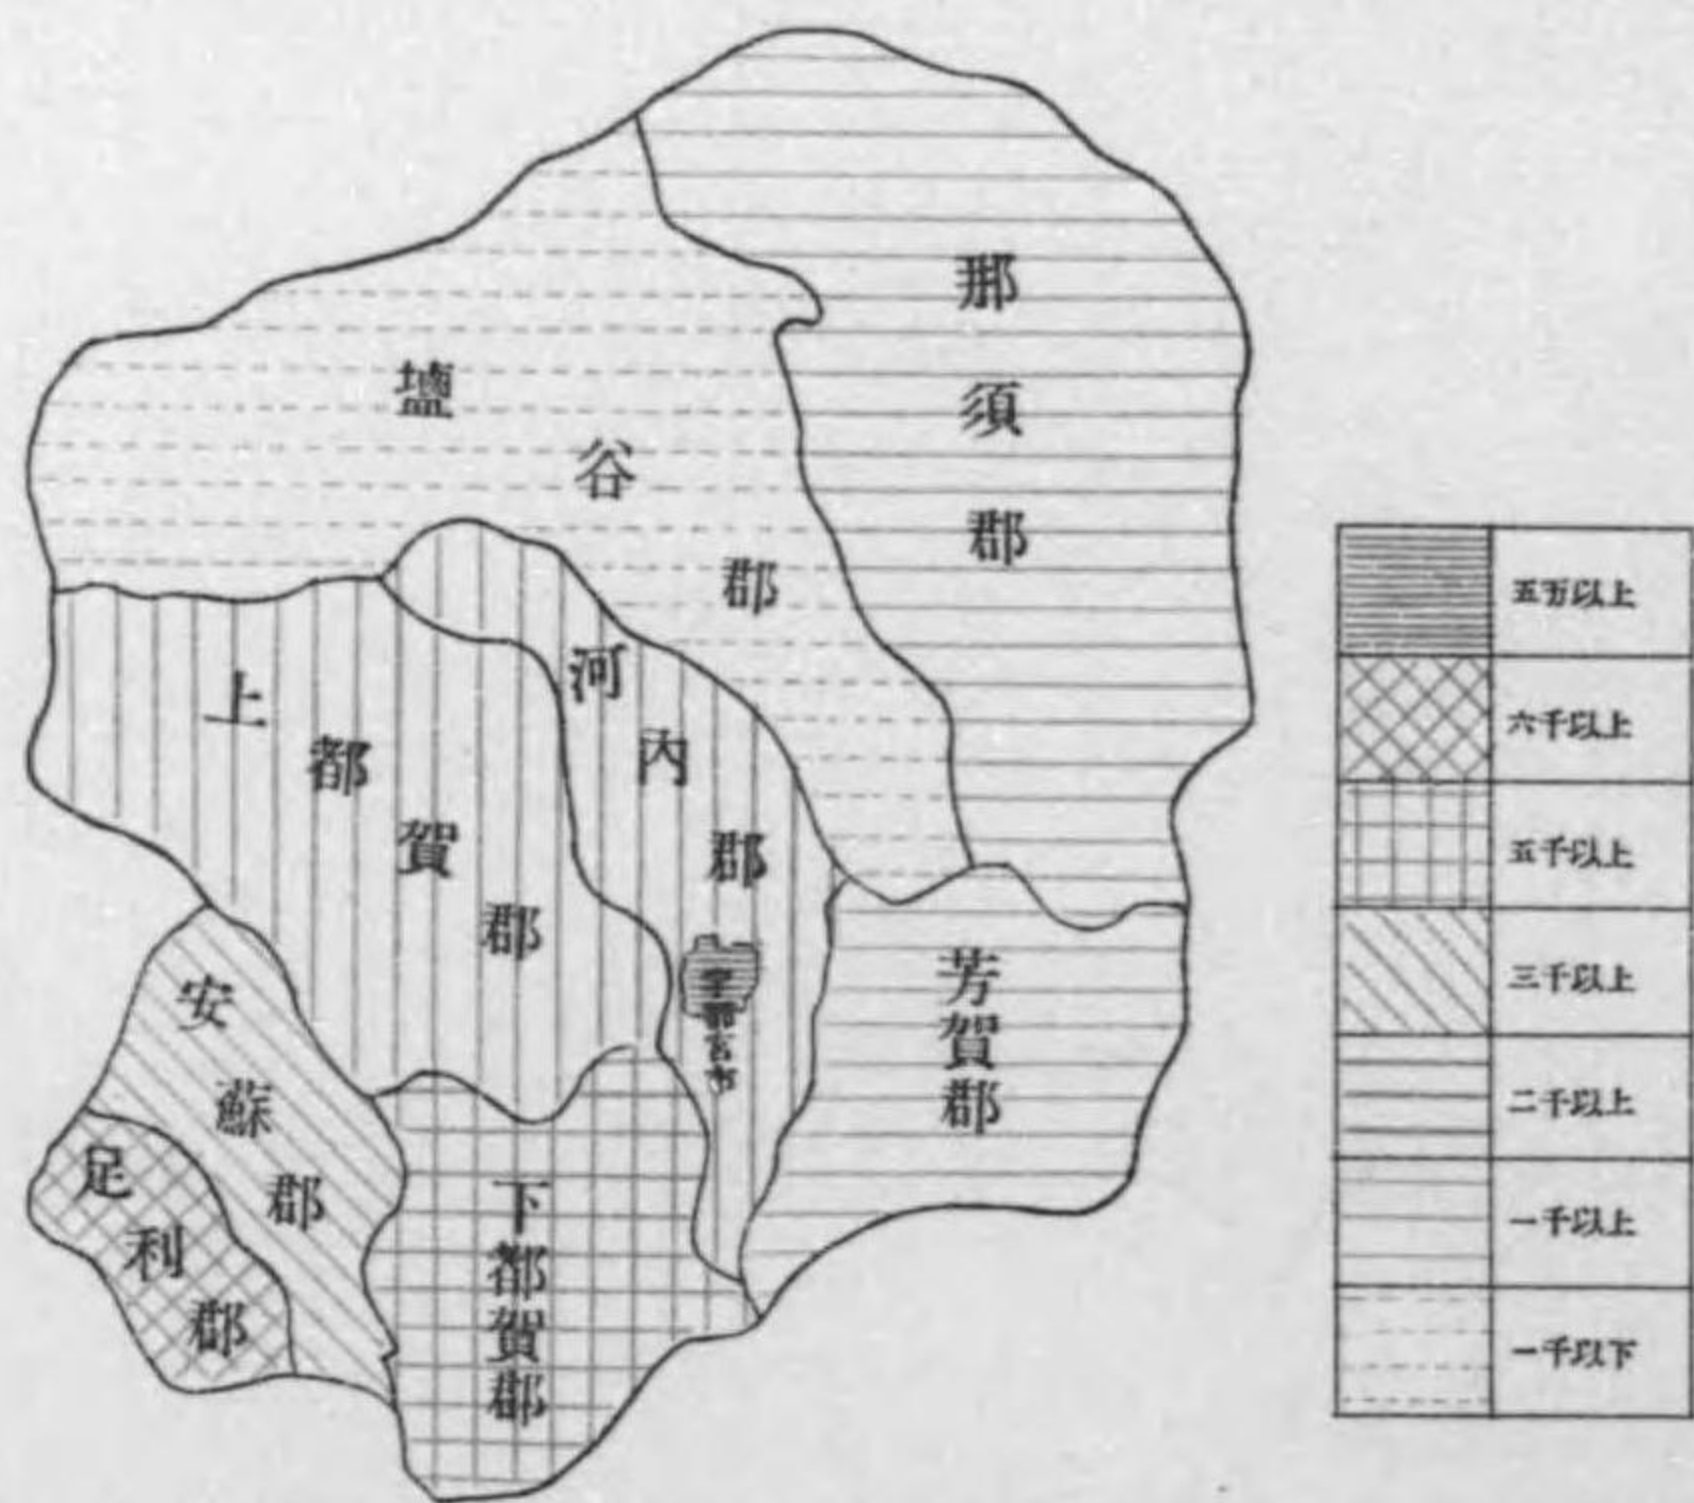 那須郡
塩谷郡
上都賀郡
河內郡
宇都宮市
芳賀郡
安蘇郡
足利郡
下都賀郡
五万以上
六千以上
五千以上
三千以上
二千以上
一千以上
一千以下